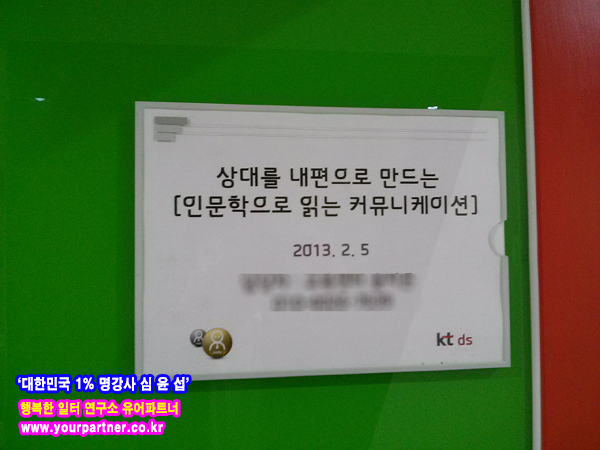 상대를 내편으로 만드는
[인문학으로 읽는 커뮤니케이션]
2013. 2. 5
kt ds
‘대한민국 1% 명강사 심 윤 섭’
행복한 일터 연구소 유어파트너
www.yourpartner.co.kr